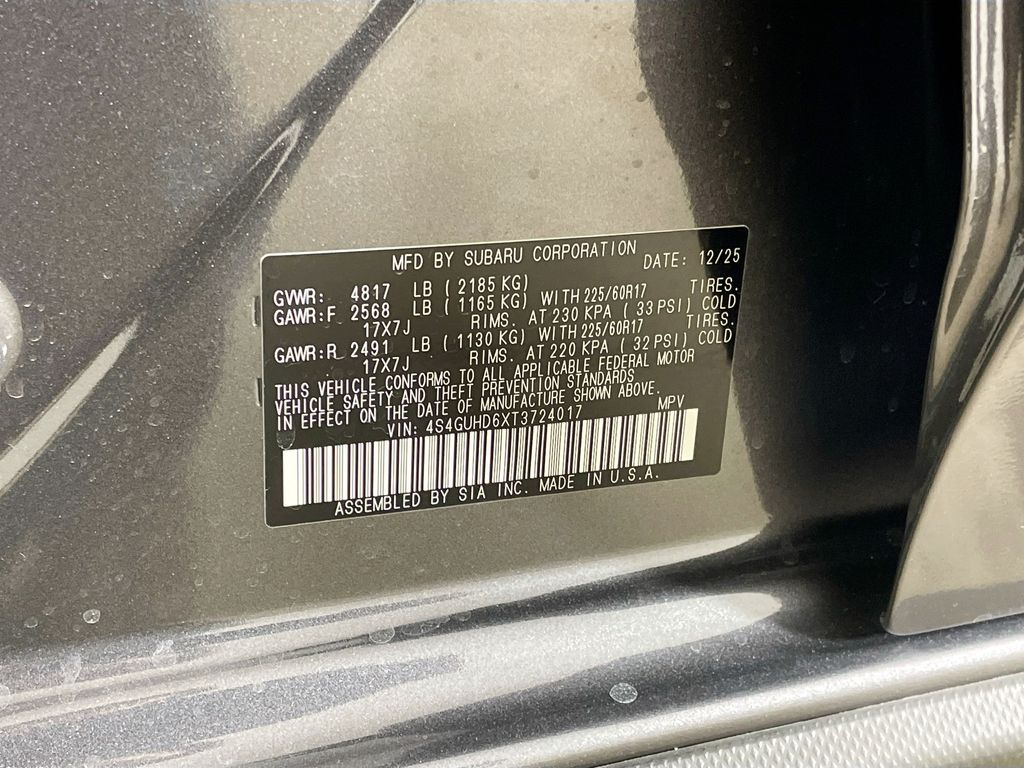 MFD BY SUBARU CORPORATION DATE: 12/25
GVWR: 4817 LB ( 2185 KG)
GAWR:F 2568 LB ( 1165 KG) WITH 225/60R17 TIRES.
17X7J RIMS. AT 230 KPA ( 33 PSI) COLD
GAWR:R 2491 LB ( 1130 KG) WITH 225/60R17 TIRES.
17X7J RIMS. AT 220 KPA ( 32 PSI) COLD
THIS VEHICLE CONFORMS TO ALL APPLICABLE FEDERAL MOTOR
VEHICLE SAFETY AND THEFT PREVENTION STANDARDS
IN EFFECT ON THE DATE OF MANUFACTURE SHOWN ABOVE.
VIN: 4S4GUHD6XT3724017 MPV
ASSEMBLED BY SIA INC. MADE IN U.S.A.